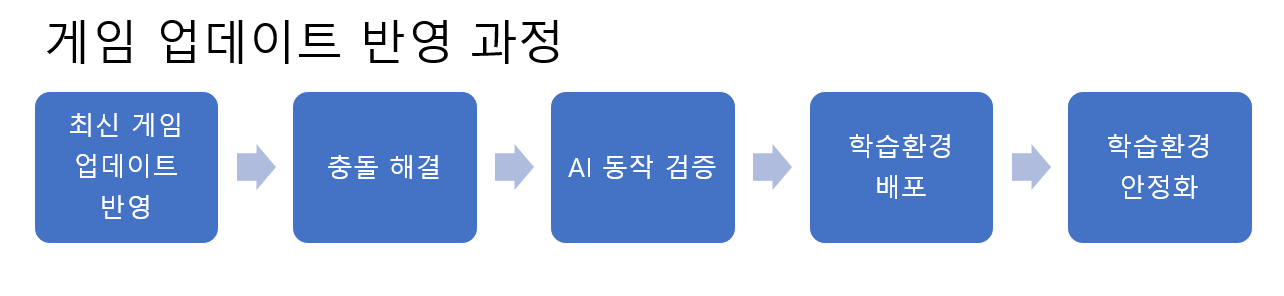 게임 업데이트 반영 과정
최신 게임
업데이트
반영
충돌 해결
AI 동작 검증
학습환경
배포
학습환경
안정화